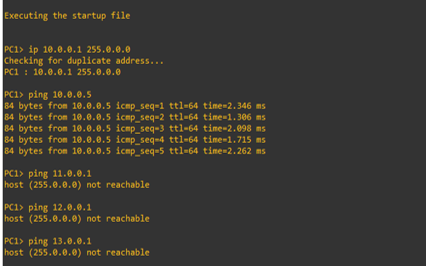 Executing the startup file
PC1> ip 10.0.0.1 255.0.0.0
Checking for duplicate address...
PC1 : 10.0.0.1 255.0.0.0
PC1> ping 10.0.0.5
84 bytes from 10.0.0.5 icmp_seq=1 ttl=64 time=2.346 ms
84 bytes from 10.0.0.5 icmp_seq=2 ttl=64 time=1.306 ms
84 bytes from 10.0.0.5 icmp_seq=3 ttl=64 time=2.098 ms
84 bytes from 10.0.0.5 icmp_seq=4 ttl=64 time=1.715 ms
84 bytes from 10.0.0.5 icmp_seq=5 ttl=64 time=2.262 ms
PC1> ping 11.0.0.1
host (255.0.0.0) not reachable
PC1> ping 12.0.0.1
host (255.0.0.0) not reachable
PC1> ping 13.0.0.1
host (255.0.0.0) not reachable